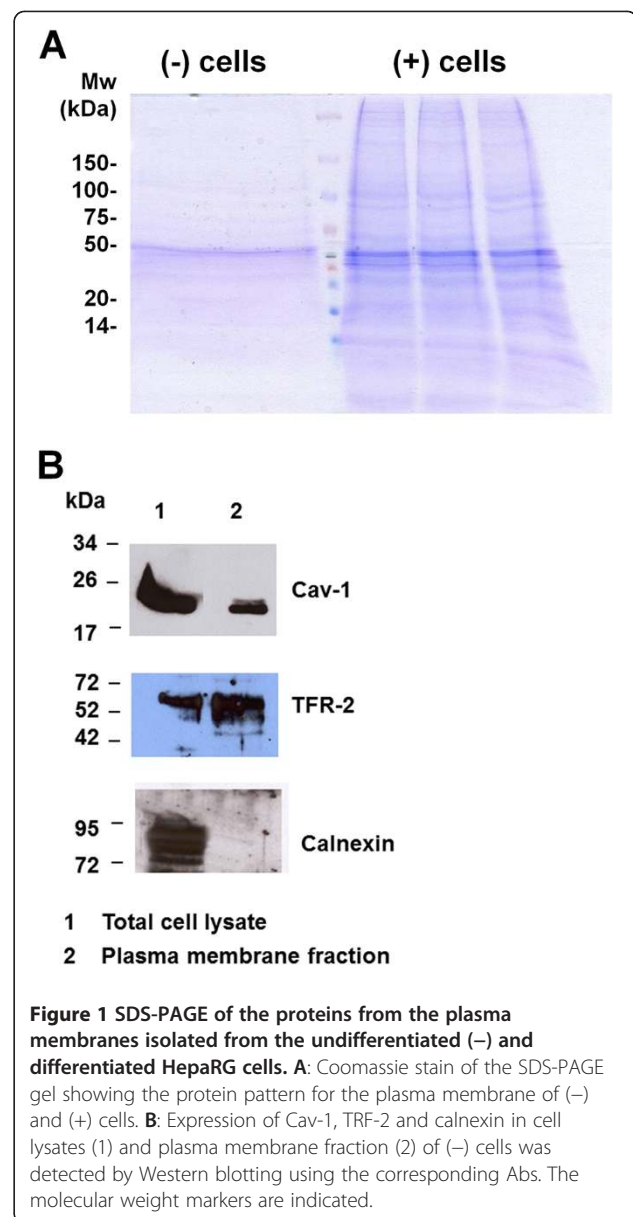 A
(-) cells (+) cells
Mw
(kDa)
150-
100-
75-
50-
20-
14-
B
kDa
1 2
34 –
26 –
Cav-1
17 –
72 –
TFR-2
52 –
42 –
95 –
Calnexin
72 –
1 Total cell lysate
2 Plasma membrane fraction
Figure 1 SDS-PAGE of the proteins from the plasma
membranes isolated from the undifferentiated (−) and
differentiated HepaRG cells. A: Coomassie stain of the SDS-PAGE
gel showing the protein pattern for the plasma membrane of (−)
and (+) cells. B: Expression of Cav-1, TRF-2 and calnexin in cell
lysates (1) and plasma membrane fraction (2) of (−) cells was
detected by Western blotting using the corresponding Abs. The
molecular weight markers are indicated.